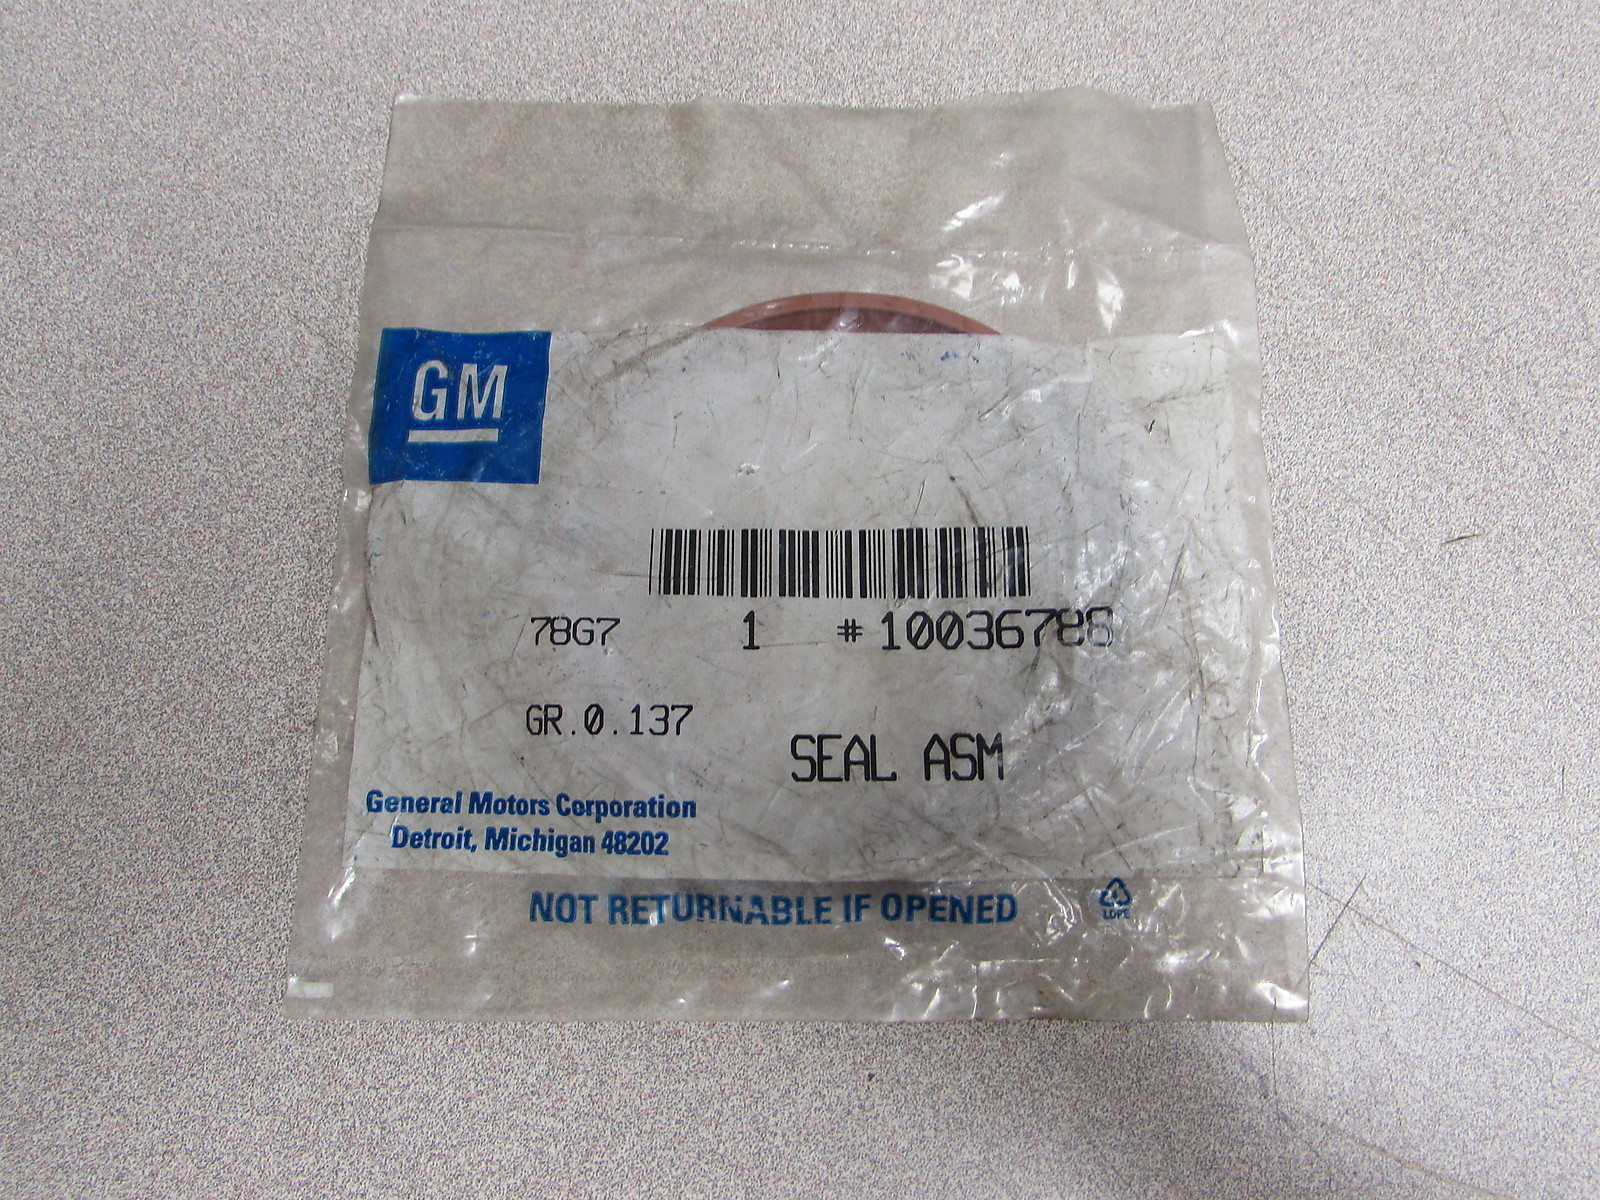 GM
78G7 1 #10036788
GR.0.137
SEAL ASM
General Motors Corporation
Detroit, Michigan 48202
NOT RETURNABLE IF OPENED
LDPE